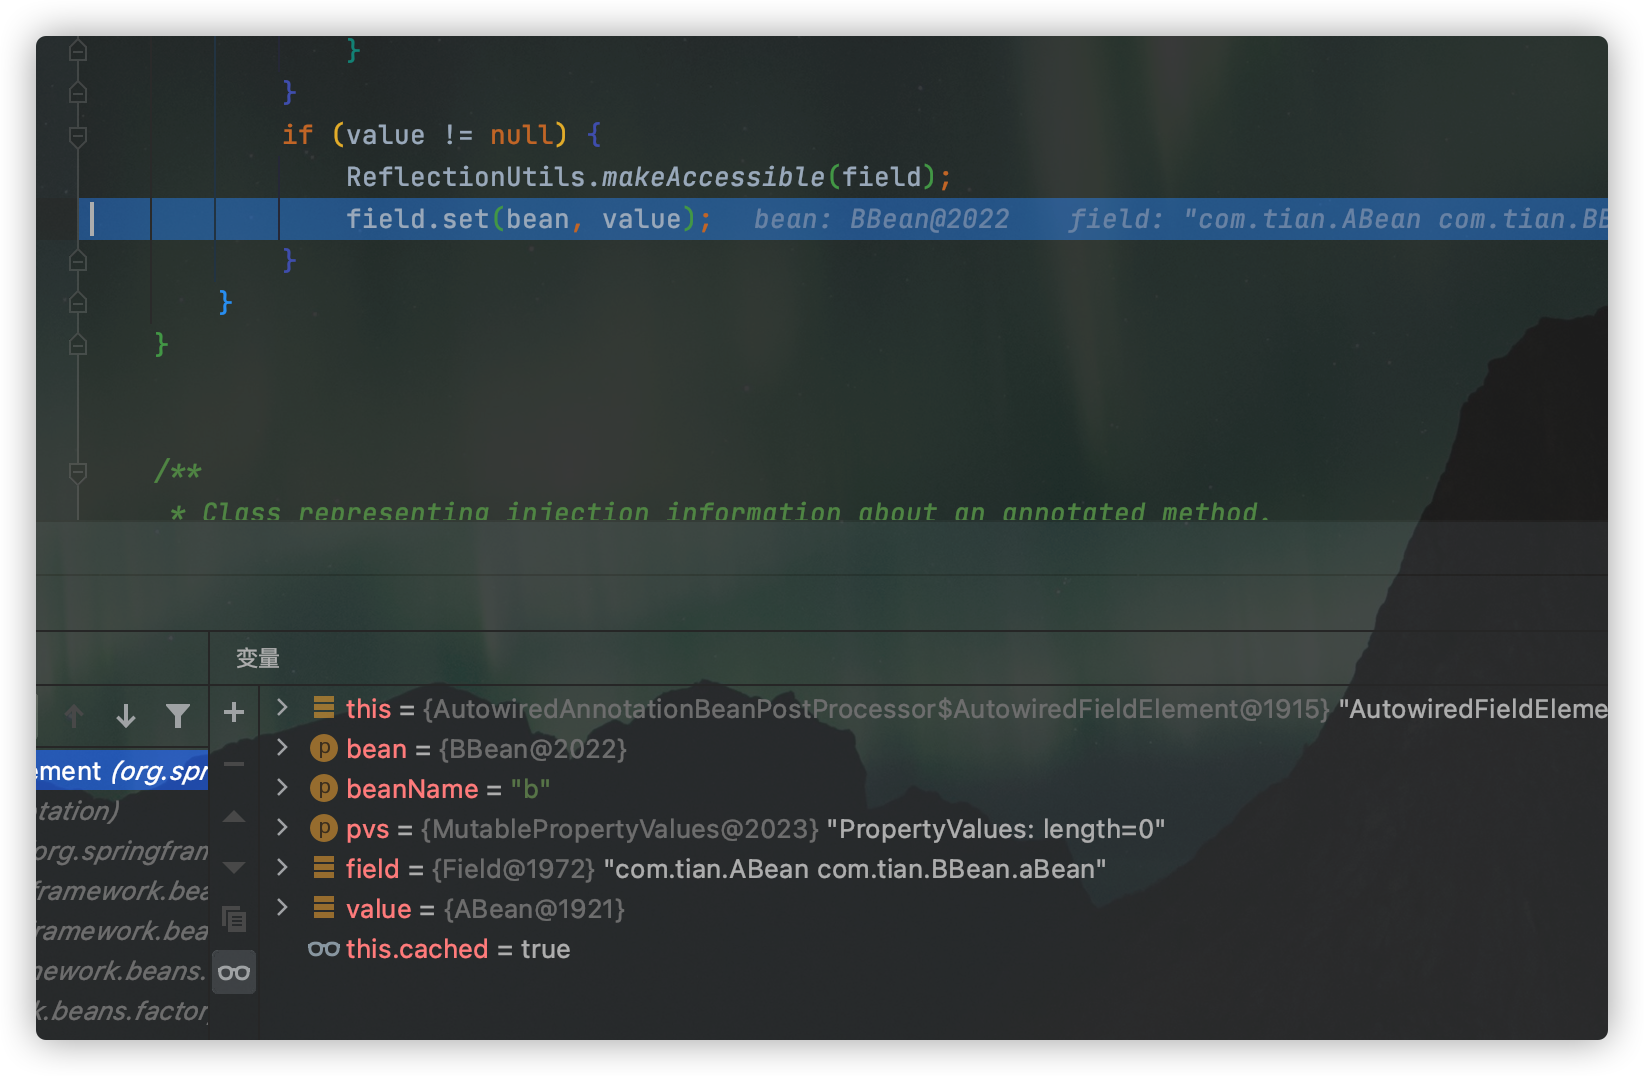 }
}
if (value != null) {
ReflectionUtils.makeAccessible(field);
field.set(bean, value); bean: BBean@2022 field: "com.tian.ABean com.tian.BB
}
}
}
/**
* Class representing injection information about an annotated method.
变量
this = {AutowiredAnnotationBeanPostProcessor$AutowiredFieldElement@1915} "AutowiredFieldEleme
bean = {BBean@2022}
beanName = "b"
pvs = {MutablePropertyValues@2023} "PropertyValues: length=0"
field = {Field@1972} "com.tian.ABean com.tian.BBean.aBean"
value = {ABean@1921}
this.cached = true
ement (org.spr
tation)
org.springfran
framework.bea
ramework.bea
nework.beans.
k.beans.factor